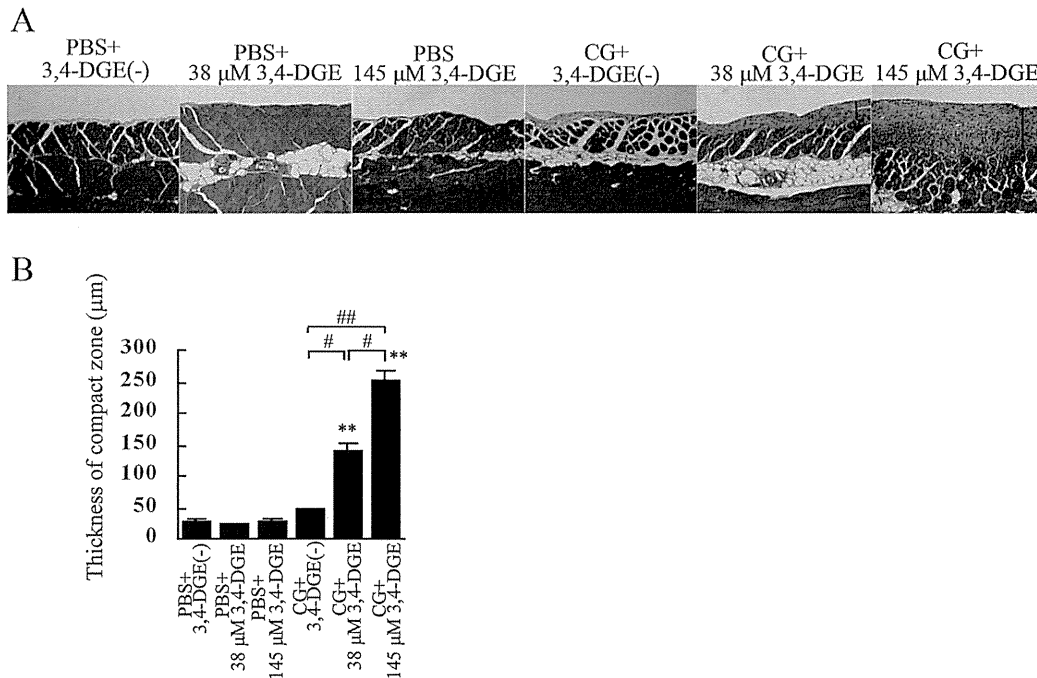 A
PBS+
3,4-DGE(-)
PBS+
38 µM 3,4-DGE
PBS
145 µM 3,4-DGE
CG+
3,4-DGE(-)
CG+
38 µM 3,4-DGE
CG+
145 µM 3,4-DGE
B
Thickness of compact zone (µm)
300
250
200
150
100
50
0
##
#
#
**
**
PBS+
3,4-DGE(-)
PBS+
38 µM 3,4-DGE
PBS+
145 µM 3,4-DGE
CG+
3,4-DGE(-)
CG+
38 µM 3,4-DGE
CG+
145 µM 3,4-DGE